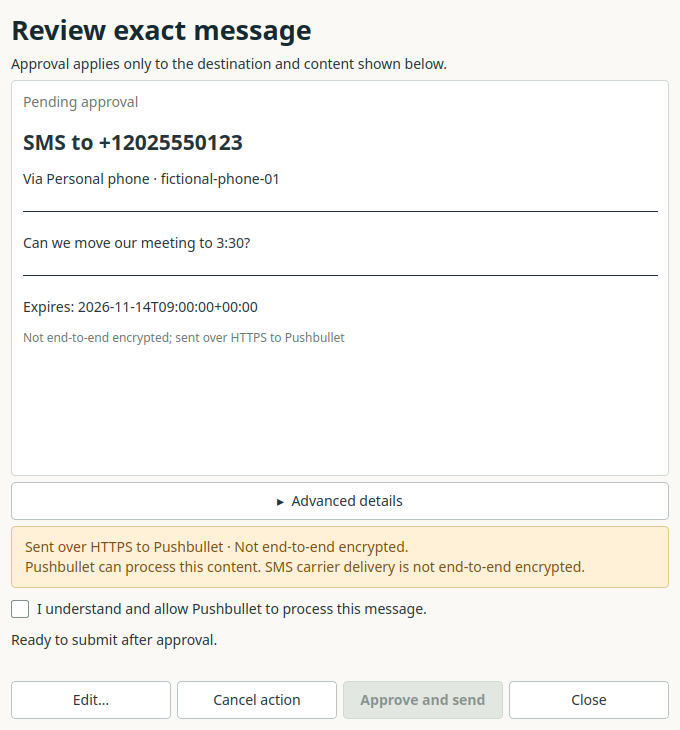 Review exact message
Approval applies only to the destination and content shown below.
Pending approval
SMS to +12025550123
Via Personal phone · fictional-phone-01
Can we move our meeting to 3:30?
Expires: 2026-11-14T09:00:00+00:00
Not end-to-end encrypted; sent over HTTPS to Pushbullet
▸ Advanced details
Sent over HTTPS to Pushbullet · Not end-to-end encrypted.
Pushbullet can process this content. SMS carrier delivery is not end-to-end encrypted.
I understand and allow Pushbullet to process this message.
Ready to submit after approval.
Edit...
Cancel action
Approve and send
Close